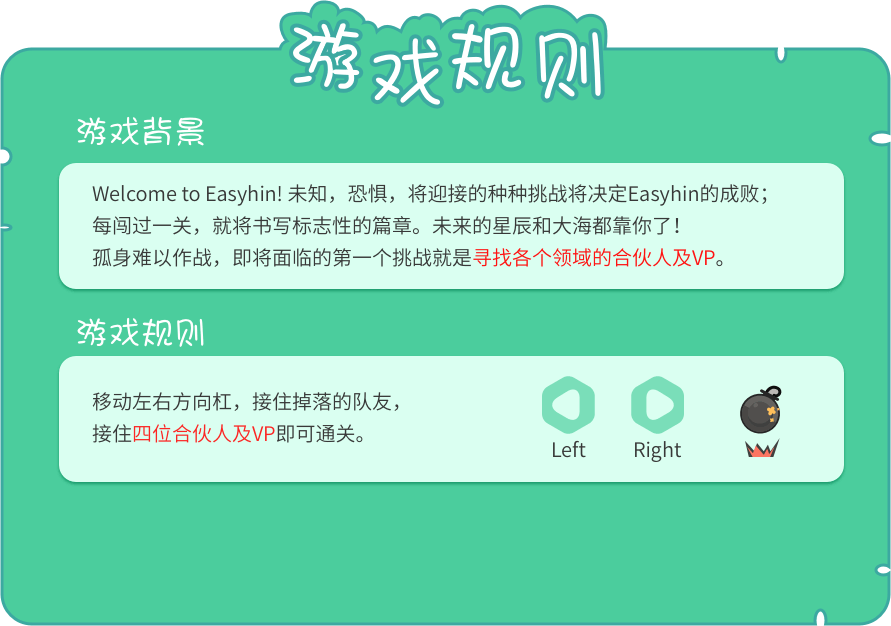 游戏规则
游戏背景
Welcome to Easyhin! 未知，恐惧，将迎接的种种挑战将决定Easyhin的成败；
每闯过一关，就将书写标志性的篇章。未来的星辰和大海都靠你了！
孤身难以作战，即将面临的第一个挑战就是寻找各个领域的合伙人及VP。
游戏规则
移动左右方向杠，接住掉落的队友，
接住四位合伙人及VP即可通关。
Left
Right